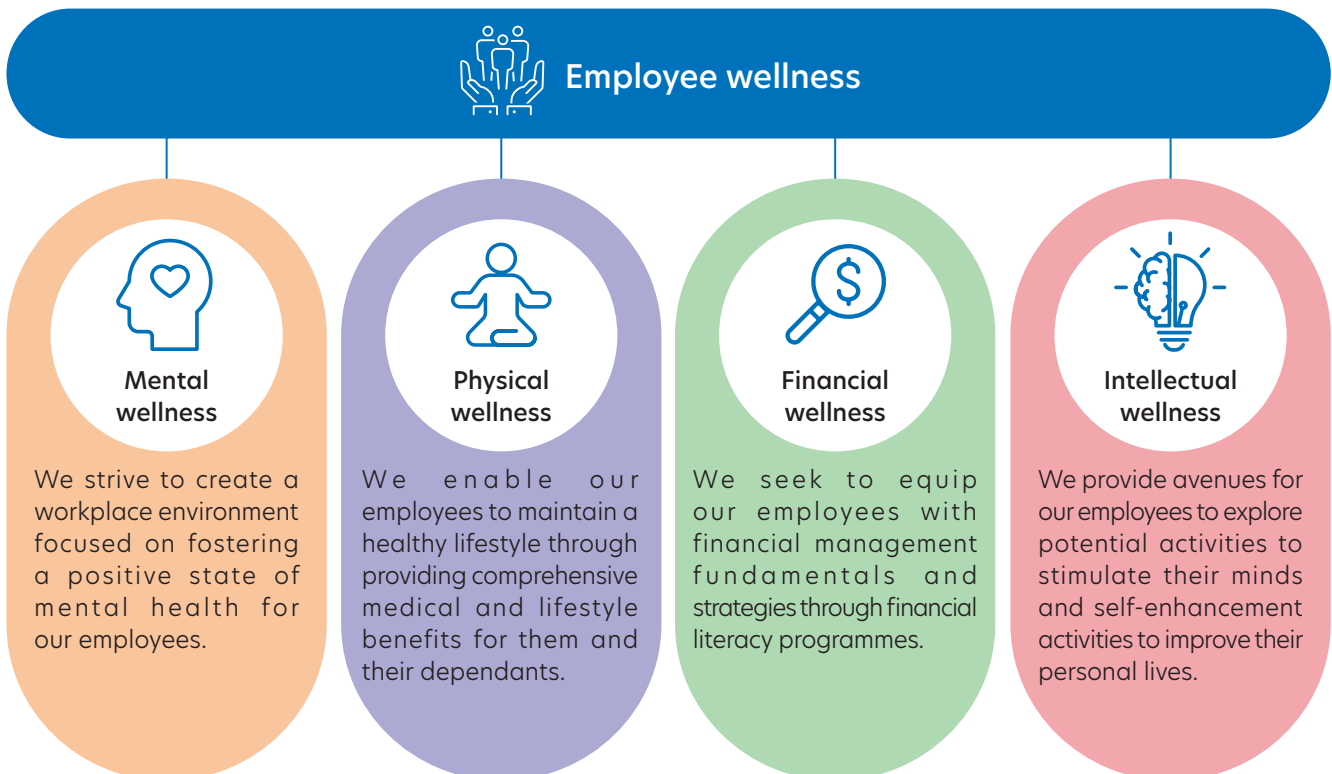 Employee wellness
Mental
wellness
We strive to create a
workplace environment
focused on fostering
a positive state of
mental health for
our employees.
Physical
wellness
We enable our
employees to maintain a
healthy lifestyle through
providing comprehensive
medical and lifestyle
benefits for them and
their dependants.
Financial
wellness
We seek to equip
our employees with
financial management
fundamentals and
strategies through financial
literacy programmes.
Intellectual
wellness
We provide avenues for
our employees to explore
potential activities to
stimulate their minds
and self-enhancement
activities to improve their
personal lives.